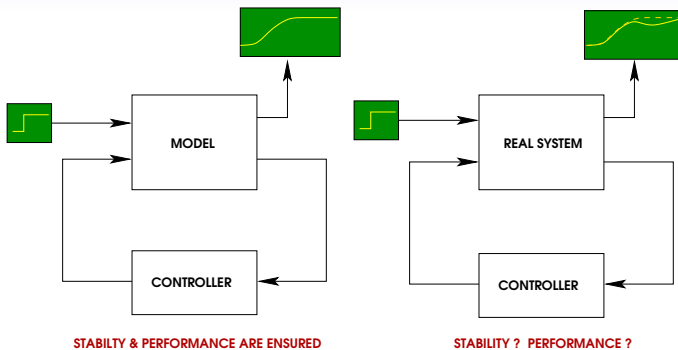 MODEL
REAL SYSTEM
CONTROLLER
CONTROLLER
STABILTY & PERFORMANCE ARE ENSURED
STABILITY ? PERFORMANCE ?